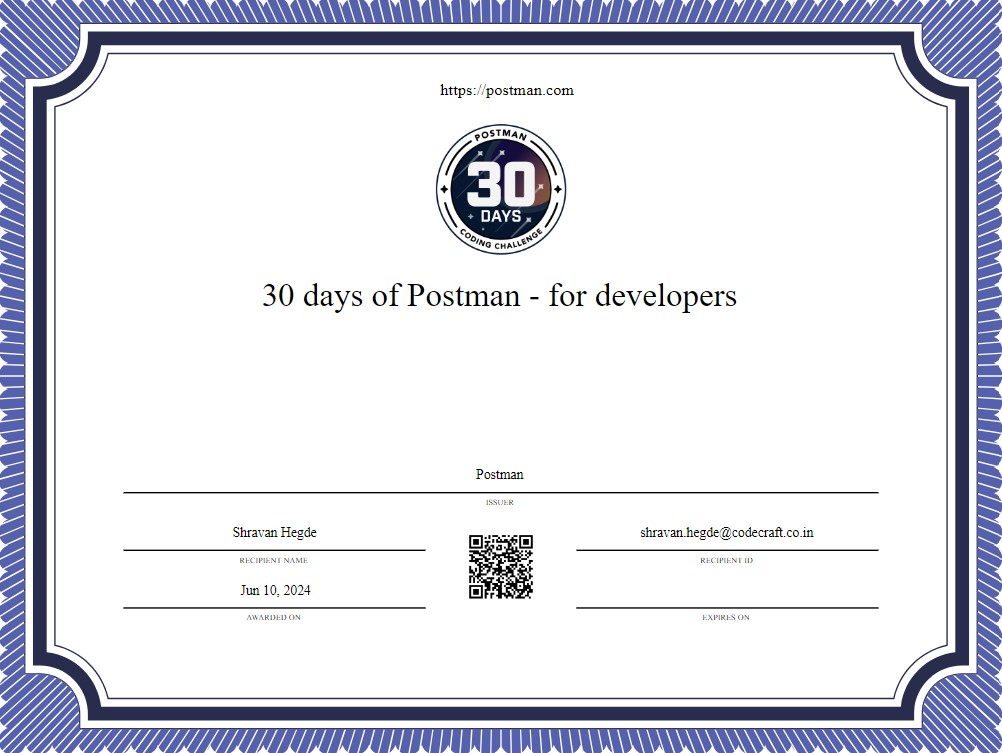 https://postman.com
POSTMAN
30
DAYS
CODING CHALLENGE
30 days of Postman - for developers
Postman
ISSUER
Shravan Hegde
shravan.hegde@codecraft.co.in
RECIPIENT NAME
RECIPIENT ID
Jun 10, 2024
AWARDED ON
EXPIRES ON